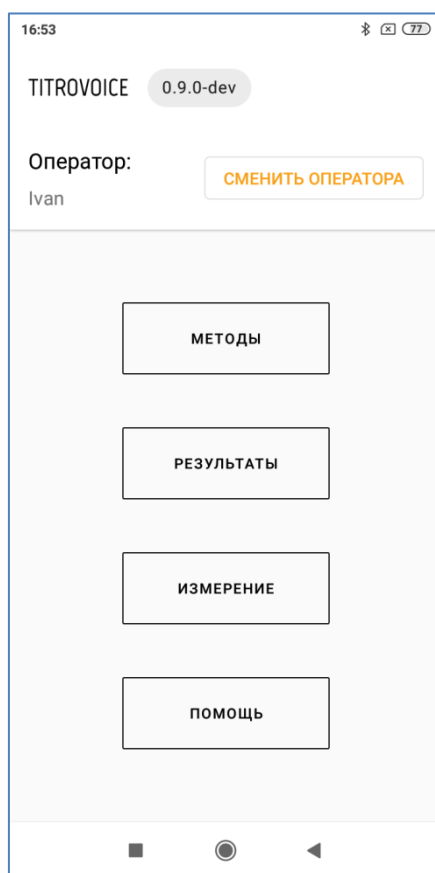 16:53
77
TITROVOICE 0.9.0-dev
Оператор:
Ivan
СМЕНИТЬ ОПЕРАТОРА
МЕТОДЫ
РЕЗУЛЬТАТЫ
ИЗМЕРЕНИЕ
ПОМОЩЬ